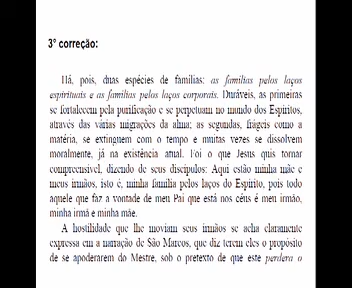 3° correção:
Há, pois, duas espécies de famílias: as famílias pelos laços
espirituais e as famílias pelos laços corporais. Duráveis, as primeiras
se fortalecem pela purificação e se perpetuam no mundo dos Espíritos,
através das várias migrações da alma; as segundas, frágeis como a
matéria, se extinguem com o tempo e muitas vezes se dissolvem
moralmente, já na existência atual. Foi o que Jesus quis tornar
compreensível, dizendo de seus discípulos: Aqui estão minha mãe e
meus irmãos, isto é, minha família pelos laços do Espírito, pois todo
aquele que faz a vontade de meu Pai que está nos céus é meu irmão,
minha irmã e minha mãe.
A hostilidade que lhe moviam seus irmãos se acha claramente
expressa em a narração de São Marcos, que diz terem eles o propósito
de se apoderarem do Mestre, sob o pretexto de que este perdera o